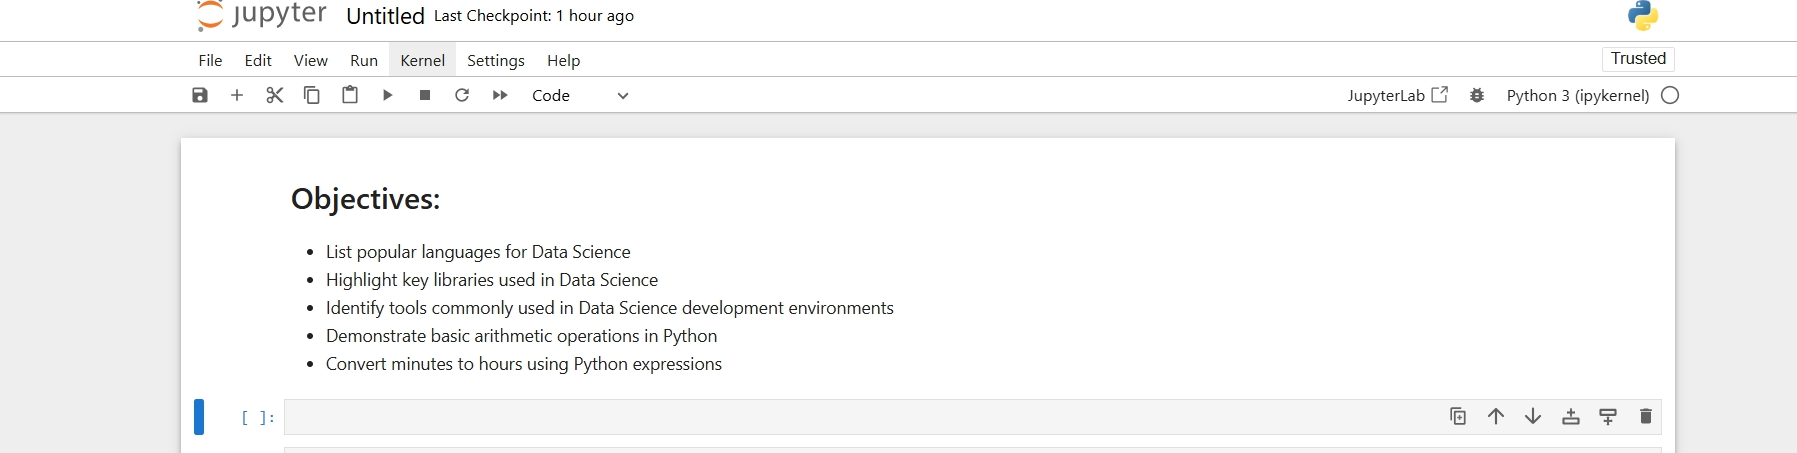 jupyter Untitled Last Checkpoint: 1 hour ago
File Edit View Run Kernel Settings Help
Trusted
Code
JupyterLab
Python 3 (ipykernel)
Objectives:
• List popular languages for Data Science
• Highlight key libraries used in Data Science
• Identify tools commonly used in Data Science development environments
• Demonstrate basic arithmetic operations in Python
• Convert minutes to hours using Python expressions
[ ]: